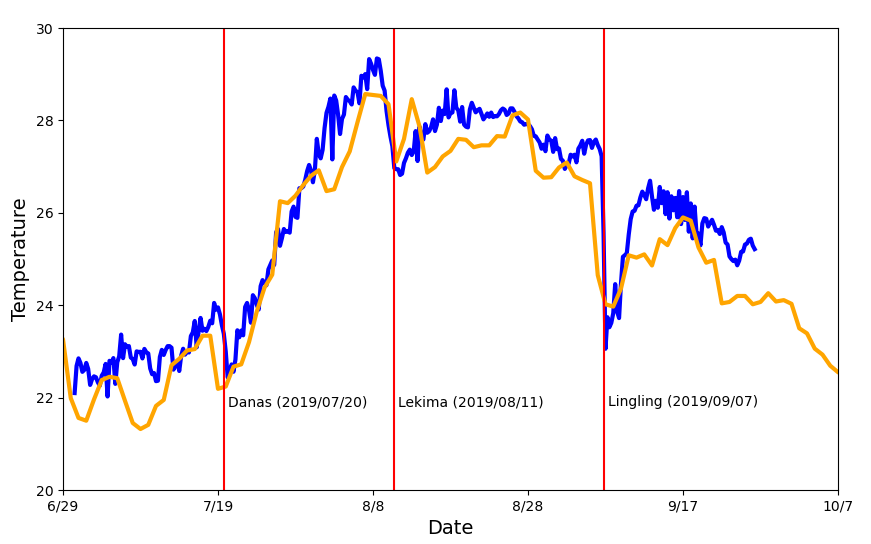 30
28
26
24
22
20
Temperature
Danas (2019/07/20)
Lekima (2019/08/11)
Lingling (2019/09/07)
6/29
7/19
8/8
8/28
9/17
10/7
Date